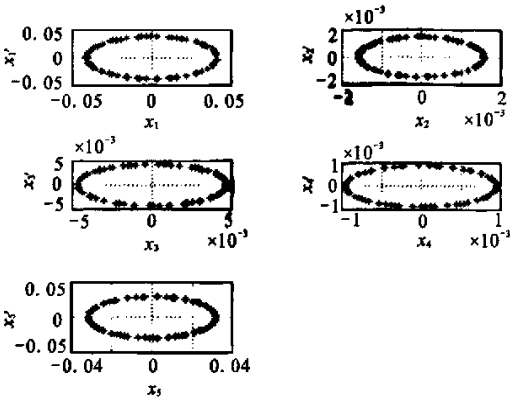 0.05
x₁′
-0.05
-0.05 0 0.05
x₁
×10⁻³
2
x₂′
0
-2
-2 0 2
x₂ ×10⁻³
×10⁻³
5
x₃′ 0
-5
-5 0 5
x₃ ×10⁻³
1 ×10⁻³
x₄′ 0
-1
-1 0 1
x₄ ×10⁻³
0.05
x₅′ 0
-0.05
-0.04 0 0.04
x₅